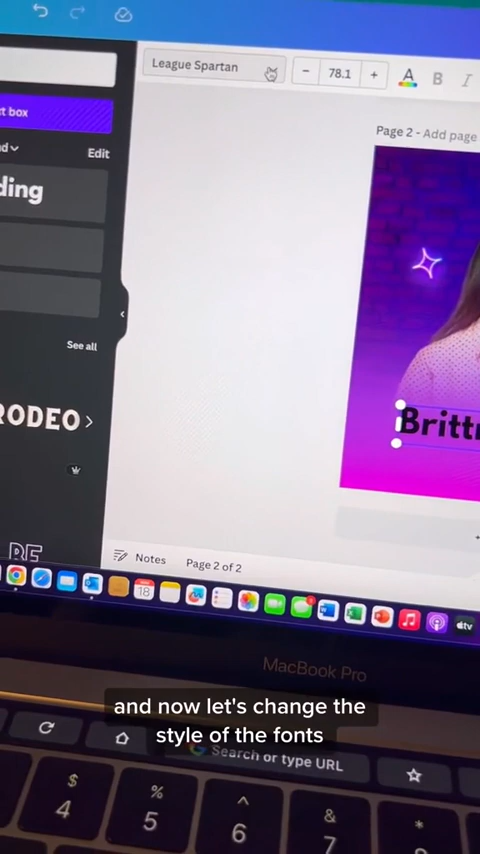 League Spartan
− 78.1 +
A B I
ct box
Page 2 - Add page
Edit
ding
See all
RODEO
Brittn
Notes Page 2 of 2
18
tv
MacBook Pro
and now let's change the
style of the fonts
G Search or type URL
$ % ^ & *
4 5 6 7